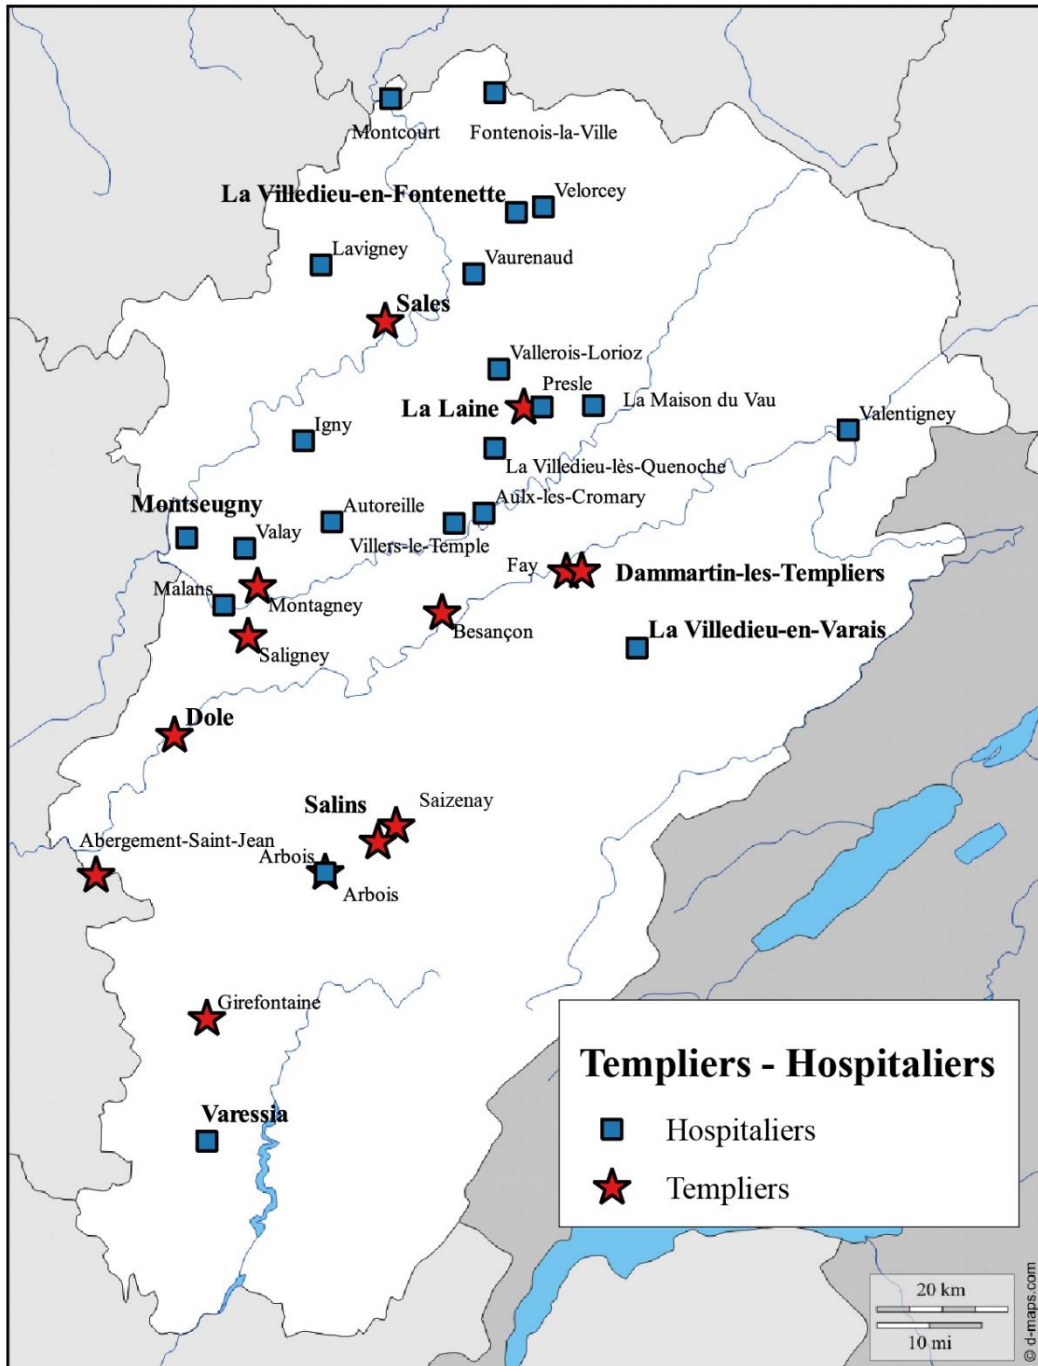 Montcourt
Fontenois-la-Ville
La Villedieu-en-Fontenette
Velorcey
Lavigney
Vaurenaud
Sales
Vallerois-Lorioz
Presle
La Laine
La Maison du Vau
Valentigney
Igny
La Villedieu-lès-Quenoche
Aulx-les-Cromary
Montseugny
Autoreille
Valay
Villers-le-Temple
Fay
Dammartin-les-Templiers
Malans
Montagney
Besançon
La Villedieu-en-Varais
Saligney
Dole
Salins
Saizenay
Abergement-Saint-Jean
Arbois
Arbois
Girefontaine
Varessia
Templiers - Hospitaliers
Hospitaliers
Templiers
20 km
10 mi
© d-maps.com